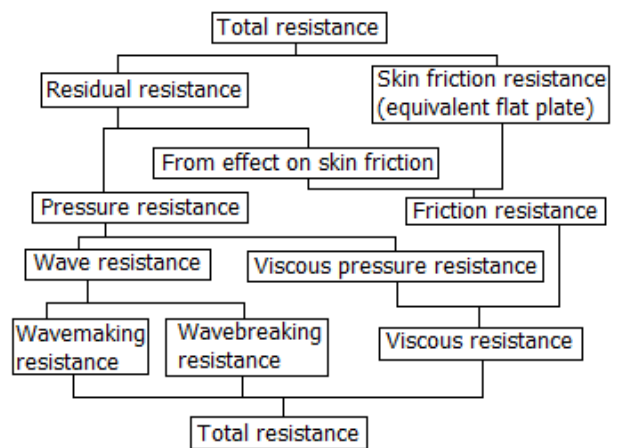 Total resistance
Residual resistance
Skin friction resistance
(equivalent flat plate)
From effect on skin friction
Pressure resistance
Friction resistance
Wave resistance
Viscous pressure resistance
Wavemaking
resistance
Wavebreaking
resistance
Viscous resistance
Total resistance